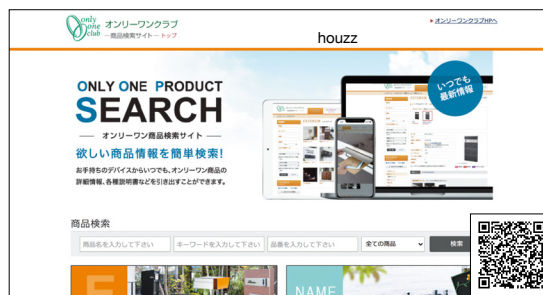 only one club
オンリーワンクラブ
―商品検索サイト― トップ
オンリーワンクラブHPへ
houzz
ONLY ONE PRODUCT
SEARCH
オンリーワン商品検索サイト
欲しい商品情報を簡単検索!
お手持ちのデバイスからいつでも、オンリーワン商品の
詳細情報、各種説明書などを引き出すことができます。
いつでも
最新情報
商品検索
商品名を入力して下さい
キーワードを入力して下さい
品番を入力して下さい
全ての商品
検索
E
NAME